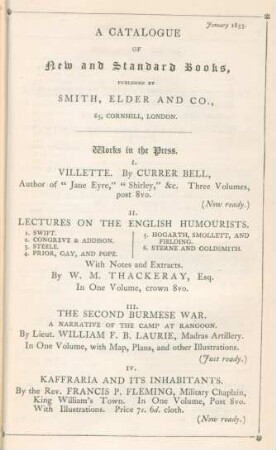 January 1853.
A CATALOGUE
OF
New and Standard Books,
PUBLISHED BY
SMITH, ELDER AND CO.,
65, CORNHILL, LONDON.
Works in the Press.
I.
VILLETTE. By CURRER BELL,
Author of “Jane Eyre,” “Shirley,” &c. Three Volumes,
post 8vo.
(Now ready.)
II.
LECTURES ON THE ENGLISH HUMOURISTS.
1. SWIFT.
2. CONGREVE & ADDISON.
3. STEELE.
4. PRIOR, GAY, AND POPE.
5. HOGARTH, SMOLLETT, AND
FIELDING.
6. STERNE AND GOLDSMITH.
With Notes and Extracts.
By W. M. THACKERAY, Esq.
In One Volume, crown 8vo.
III.
THE SECOND BURMESE WAR.
A NARRATIVE OF THE CAMP AT RANGOON.
By Lieut. WILLIAM F. B. LAURIE, Madras Artillery.
In One Volume, with Map, Plans, and other Illustrations.
(Just ready.)
IV.
KAFFRARIA AND ITS INHABITANTS.
By the Rev. FRANCIS P. FLEMING, Military Chaplain,
King William's Town. In One Volume, Post 8vo.
With Illustrations. Price 7s. 6d. cloth.
(Now ready.)